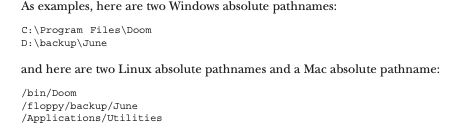 As examples, here are two Windows absolute pathnames:
C:\Program Files\Doom
D:\backup\June
and here are two Linux absolute pathnames and a Mac absolute pathname:
/bin/Doom
/floppy/backup/June
/Applications/Utilities